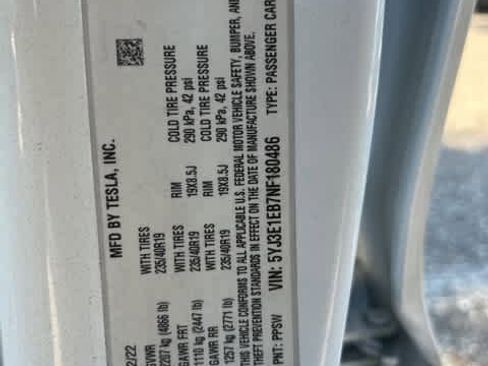 MFD BY TESLA, INC.
2/22
GVWR WITH TIRES RIM COLD TIRE PRESSURE
2207 kg (4866 lb) 235/40R19 19X8.5J 290 kPa, 42 psi
GAWR FRT WITH TIRES RIM COLD TIRE PRESSURE
1110 kg (2447 lb) 235/40R19 19X8.5J 290 kPa, 42 psi
GAWR RR
1257 kg (2771 lb)
THIS VEHICLE CONFORMS TO ALL APPLICABLE U.S. FEDERAL MOTOR VEHICLE SAFETY, BUMPER, AND
THEFT PREVENTION STANDARDS IN EFFECT ON THE DATE OF MANUFACTURE SHOWN ABOVE.
VIN: 5YJ3E1EB7NF180486
PNT: PPSW TYPE: PASSENGER CAR